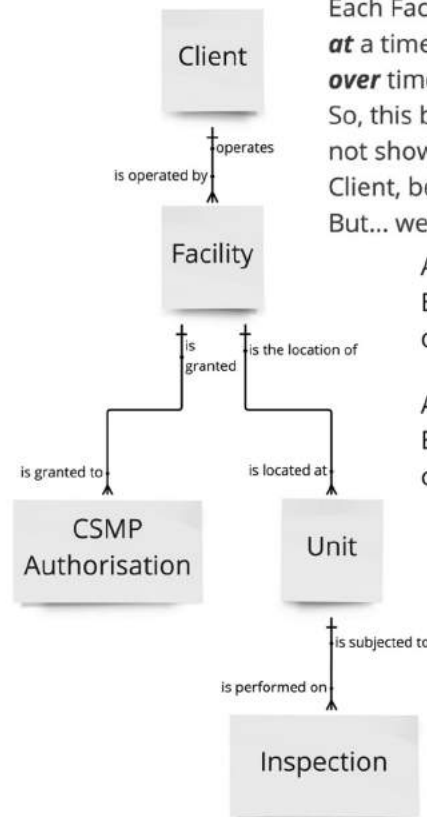 Each Fac
at a time
over time
So, this b
not show
Client, be
But... we
Client
operates
is operated by
Facility
is
granted
is the location of
is granted to
is located at
CSMP
Authorisation
Unit
is subjected to
is performed on
Inspection